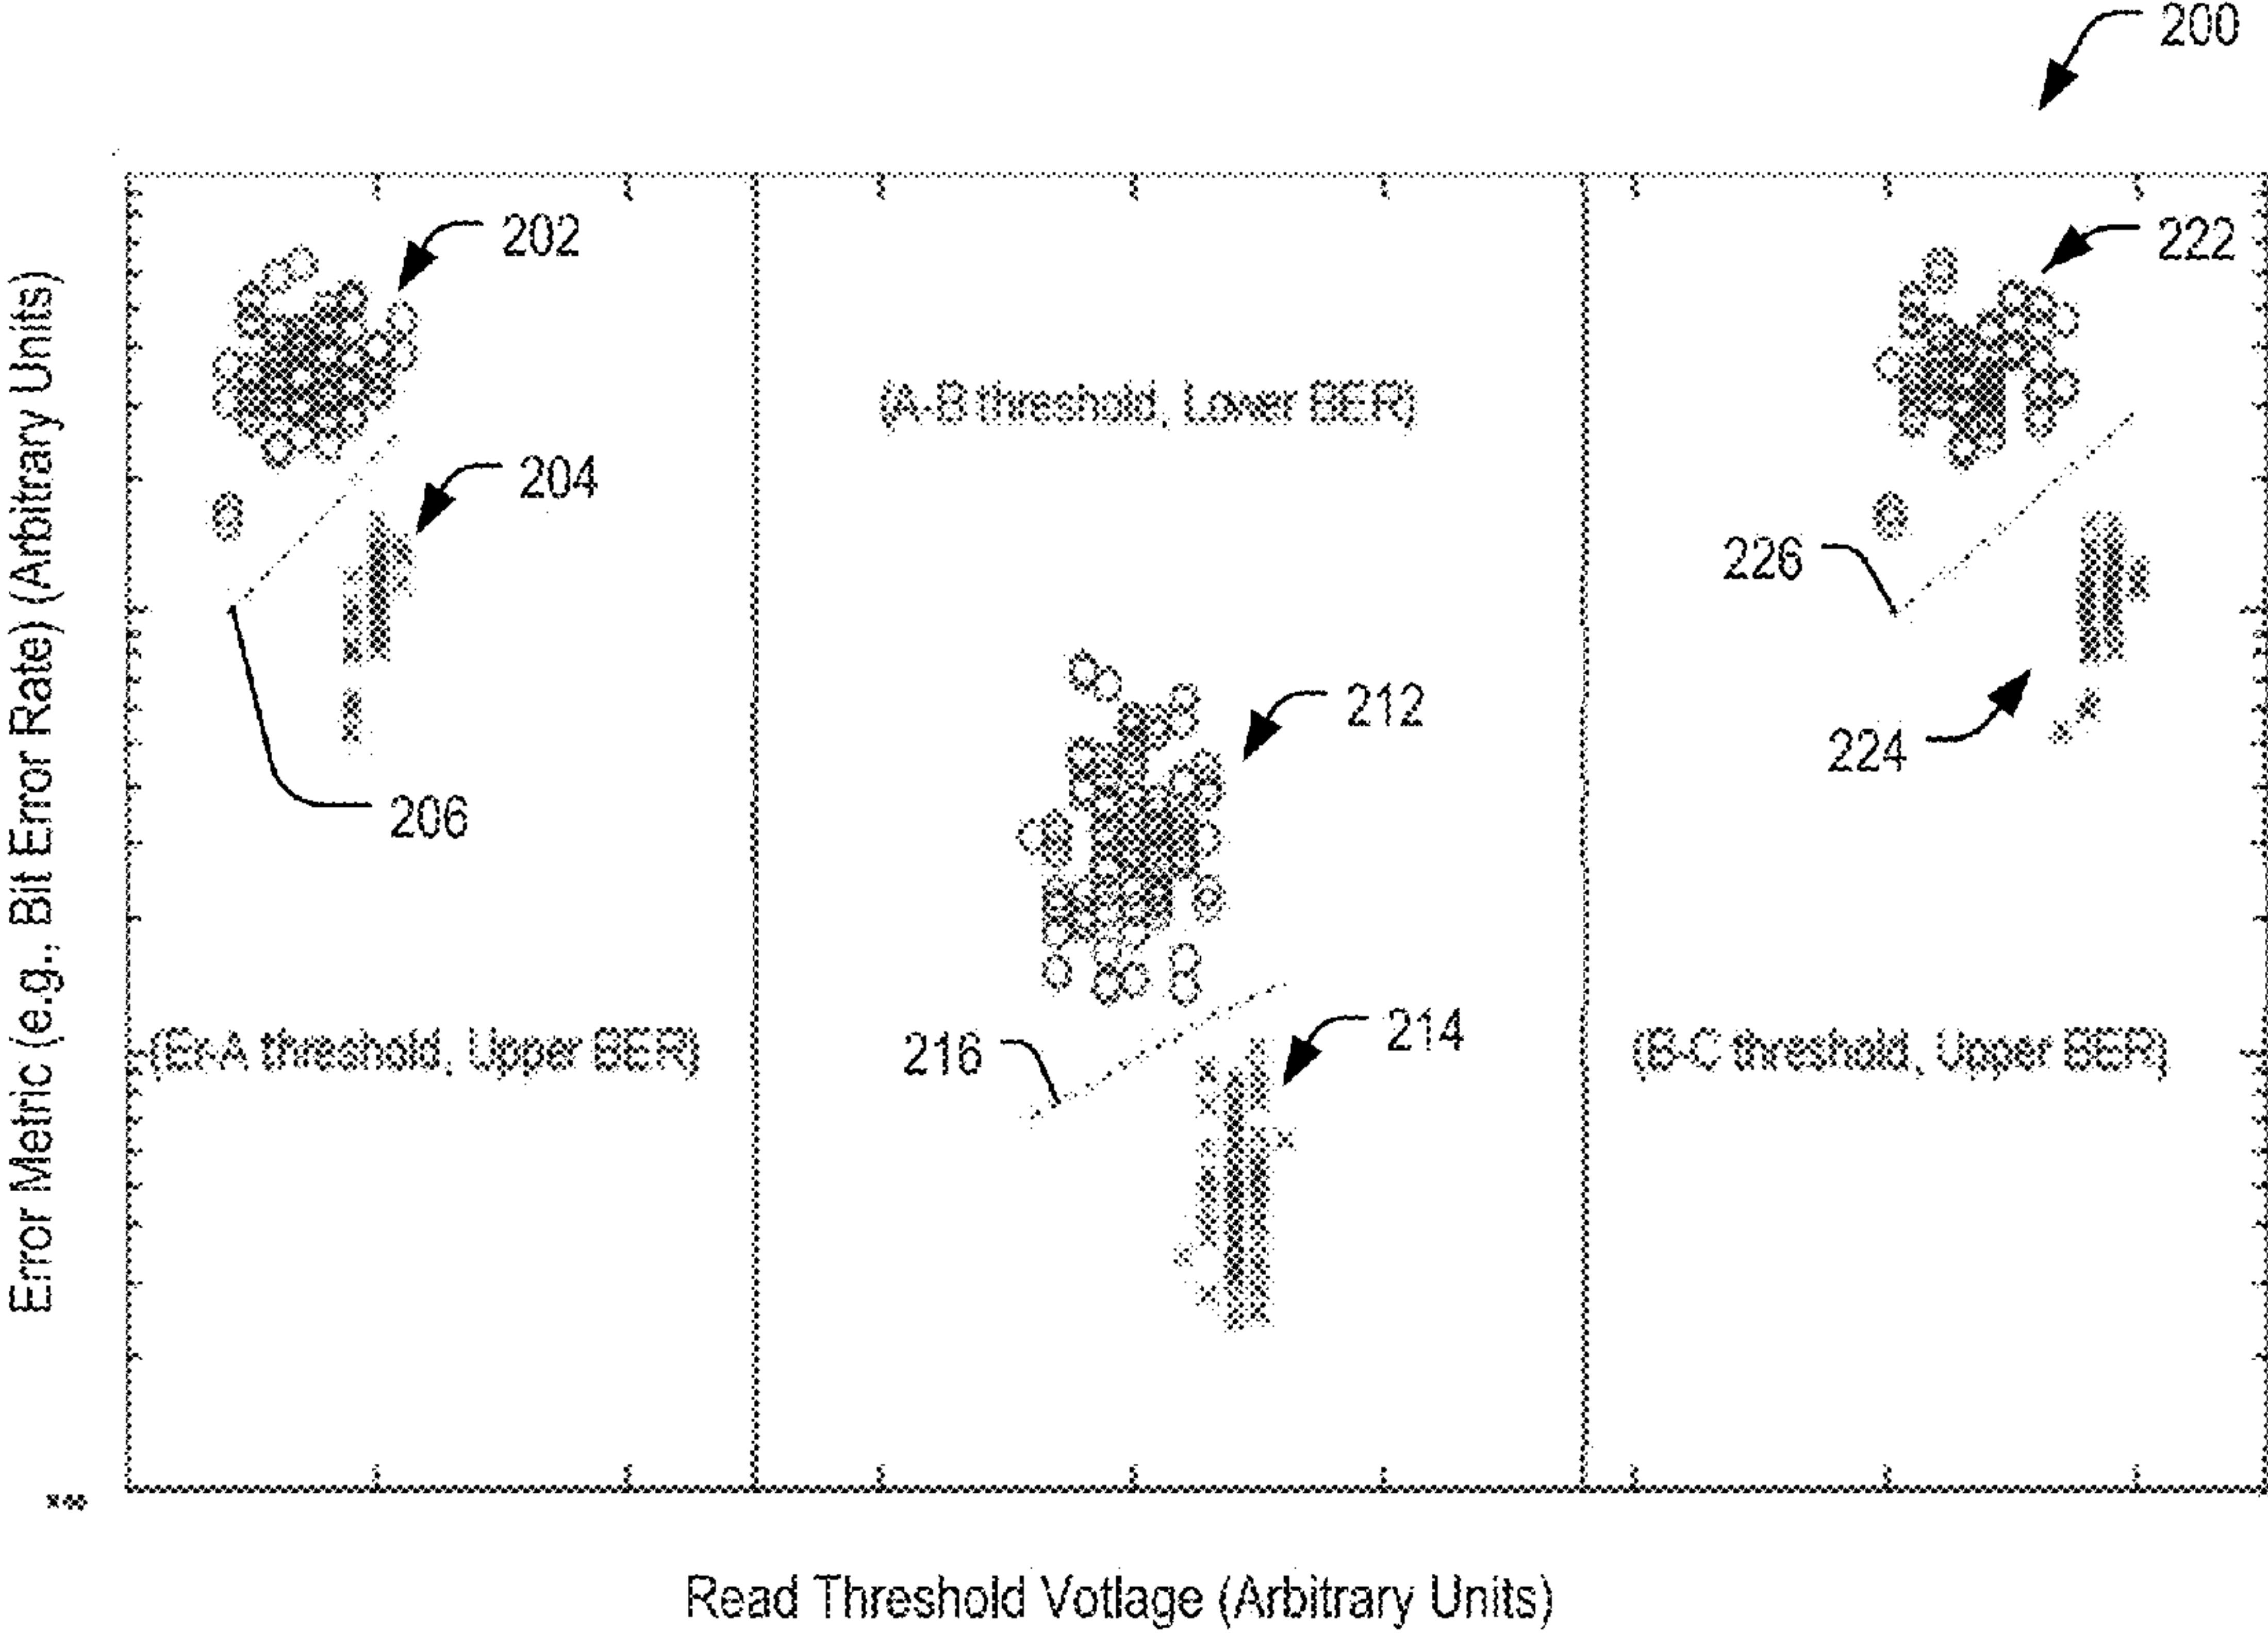 200
202
222
Error Metric (e.g., Bit Error Rate) (Arbitrary Units)
(A-B threshold, Lower BER)
204
226
212
224
206
216
214
(Er-A threshold, Upper BER)
(B-C threshold, Upper BER)
Read Threshold Votlage (Arbitrary Units)